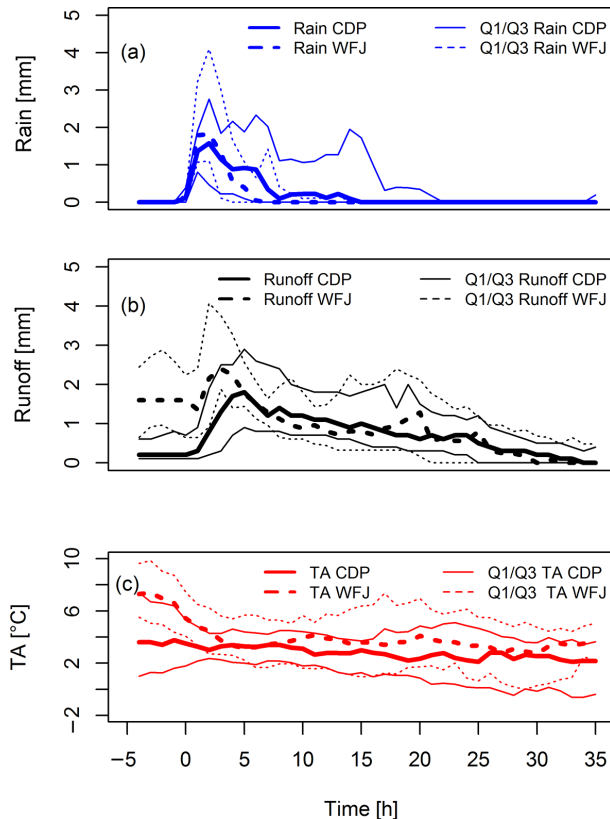 (a)
Rain CDP
Rain WFJ
Q1/Q3 Rain CDP
Q1/Q3 Rain WFJ
Rain [mm]
5
4
3
2
1
0
(b)
Runoff CDP
Runoff WFJ
Q1/Q3 Runoff CDP
Q1/Q3 Runoff WFJ
Runoff [mm]
5
4
3
2
1
0
(c)
TA CDP
TA WFJ
Q1/Q3 TA CDP
Q1/Q3 TA WFJ
TA [°C]
10
6
2
−2
−5 0 5 10 15 20 25 30 35
Time [h]